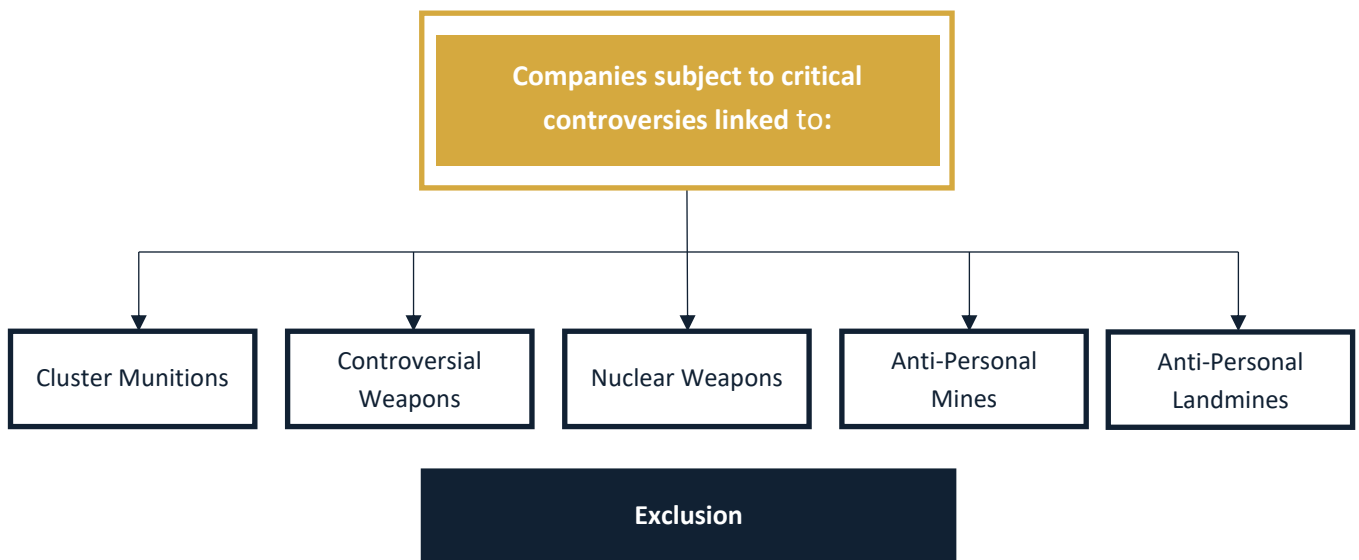 Companies subject to critical
controversies linked to:
Cluster Munitions
Controversial
Weapons
Nuclear Weapons
Anti-Personal
Mines
Anti-Personal
Landmines
Exclusion